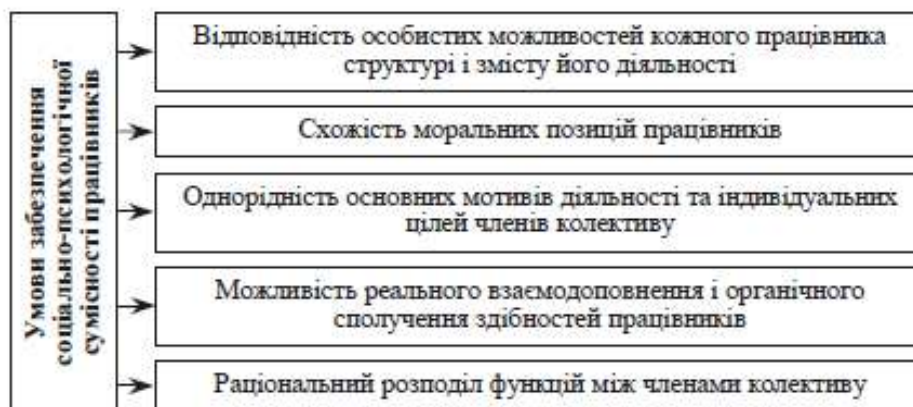 Умови забезпечення
соціально-психологічної
сумісності працівників
Відповідність особистих можливостей кожного працівника
структурі і змісту його діяльності
Схожість моральних позицій працівників
Однорідність основних мотивів діяльності та індивідуальних
цілей членів колективу
Можливість реального взаємодоповнення і органічного
сполучення здібностей працівників
Раціональний розподіл функцій між членами колективу